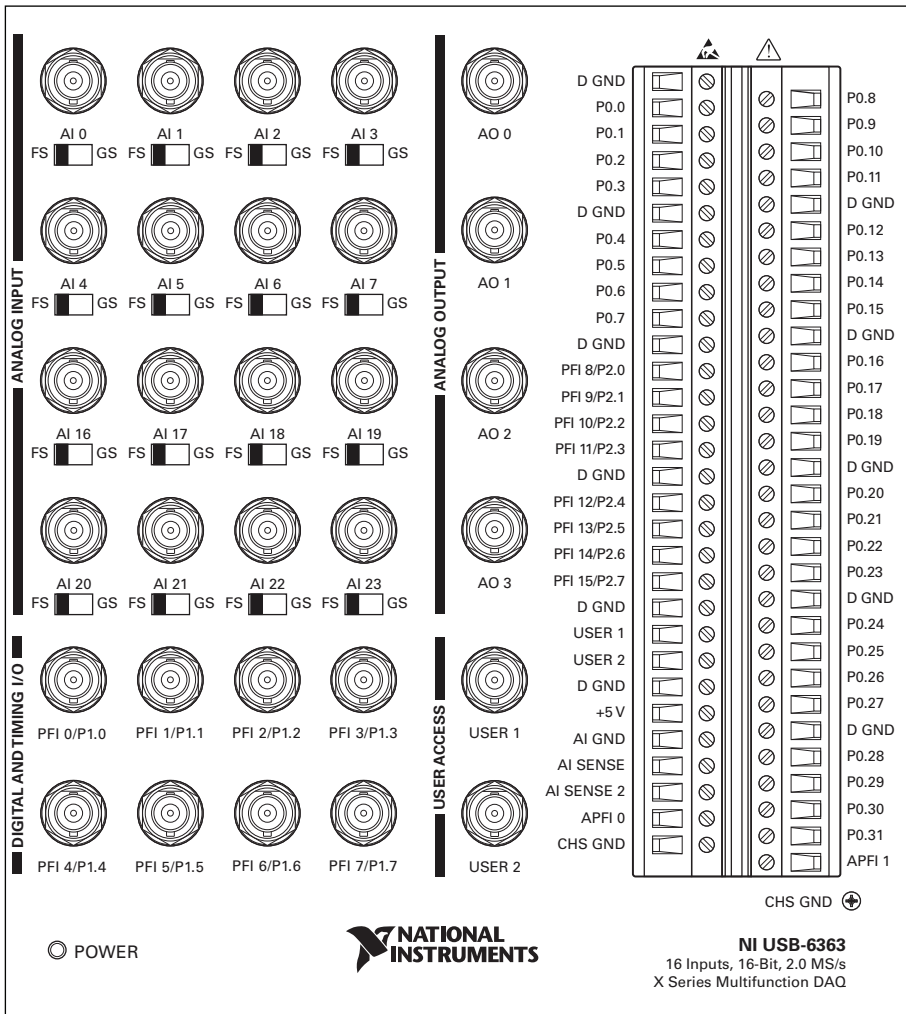 ANALOG INPUT
AI 0 AI 1 AI 2 AI 3
FS GS FS GS FS GS FS GS
AI 4 AI 5 AI 6 AI 7
FS GS FS GS FS GS FS GS
AI 16 AI 17 AI 18 AI 19
FS GS FS GS FS GS FS GS
AI 20 AI 21 AI 22 AI 23
FS GS FS GS FS GS FS GS
DIGITAL AND TIMING I/O
PFI 0/P1.0 PFI 1/P1.1 PFI 2/P1.2 PFI 3/P1.3
PFI 4/P1.4 PFI 5/P1.5 PFI 6/P1.6 PFI 7/P1.7
ANALOG OUTPUT
AO 0
AO 1
AO 2
AO 3
USER ACCESS
USER 1
USER 2
D GND
P0.0
P0.1
P0.2
P0.3
D GND
P0.4
P0.5
P0.6
P0.7
D GND
PFI 8/P2.0
PFI 9/P2.1
PFI 10/P2.2
PFI 11/P2.3
D GND
PFI 12/P2.4
PFI 13/P2.5
PFI 14/P2.6
PFI 15/P2.7
D GND
USER 1
USER 2
D GND
+5 V
AI GND
AI SENSE
AI SENSE 2
APFI 0
CHS GND
P0.8
P0.9
P0.10
P0.11
D GND
P0.12
P0.13
P0.14
P0.15
D GND
P0.16
P0.17
P0.18
P0.19
D GND
P0.20
P0.21
P0.22
P0.23
D GND
P0.24
P0.25
P0.26
P0.27
D GND
P0.28
P0.29
P0.30
P0.31
APFI 1
CHS GND
POWER
NATIONAL
INSTRUMENTS
NI USB-6363
16 Inputs, 16-Bit, 2.0 MS/s
X Series Multifunction DAQ